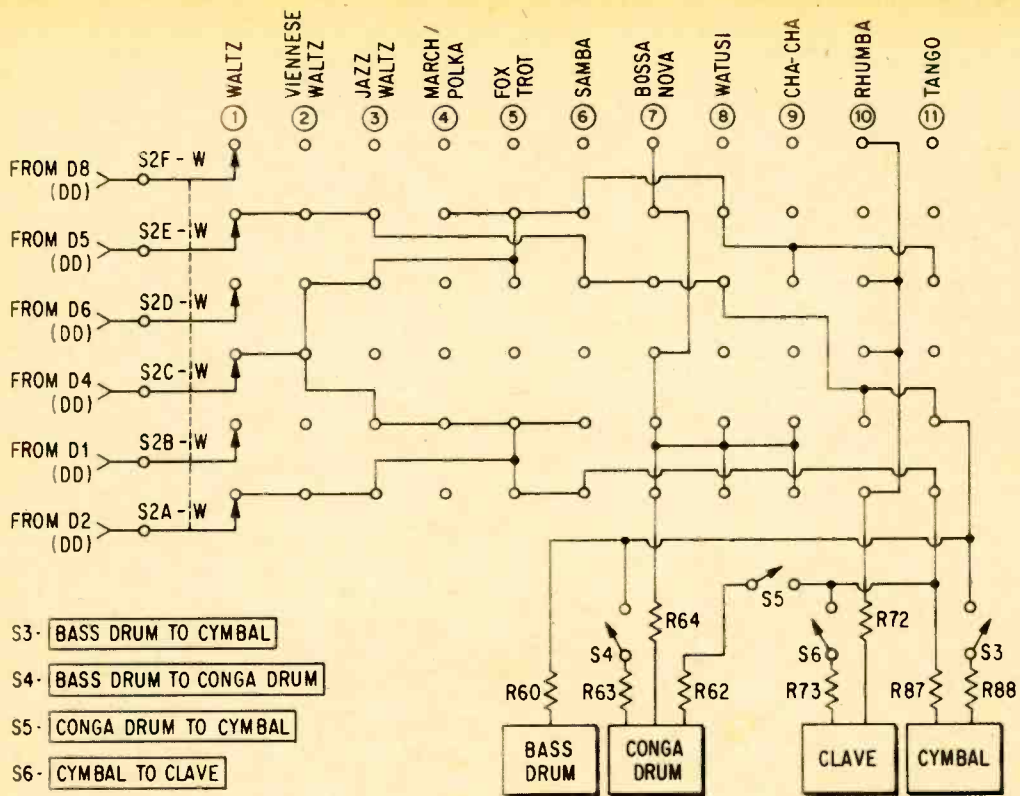 WALTZ
VIENNESE
WALTZ
JAZZ
WALTZ
MARCH/
POLKA
FOX
TROT
SAMBA
BOSSA
NOVA
WATUSI
CHA-CHA
RHUMBA
TANGO
1 2 3 4 5 6 7 8 9 10 11
FROM D8 S2F-W
(DD)
FROM D5 S2E-W
(DD)
FROM D6 S2D-W
(DD)
FROM D4 S2C-W
(DD)
FROM D1 S2B-W
(DD)
FROM D2 S2A-W
(DD)
S5
R64 R72
S4 S6 S3
R60 R63 R62 R73 R87 R88
S3- BASS DRUM TO CYMBAL
S4- BASS DRUM TO CONGA DRUM
S5- CONGA DRUM TO CYMBAL
S6- CYMBAL TO CLAVE
BASS
DRUM
CONGA
DRUM
CLAVE
CYMBAL